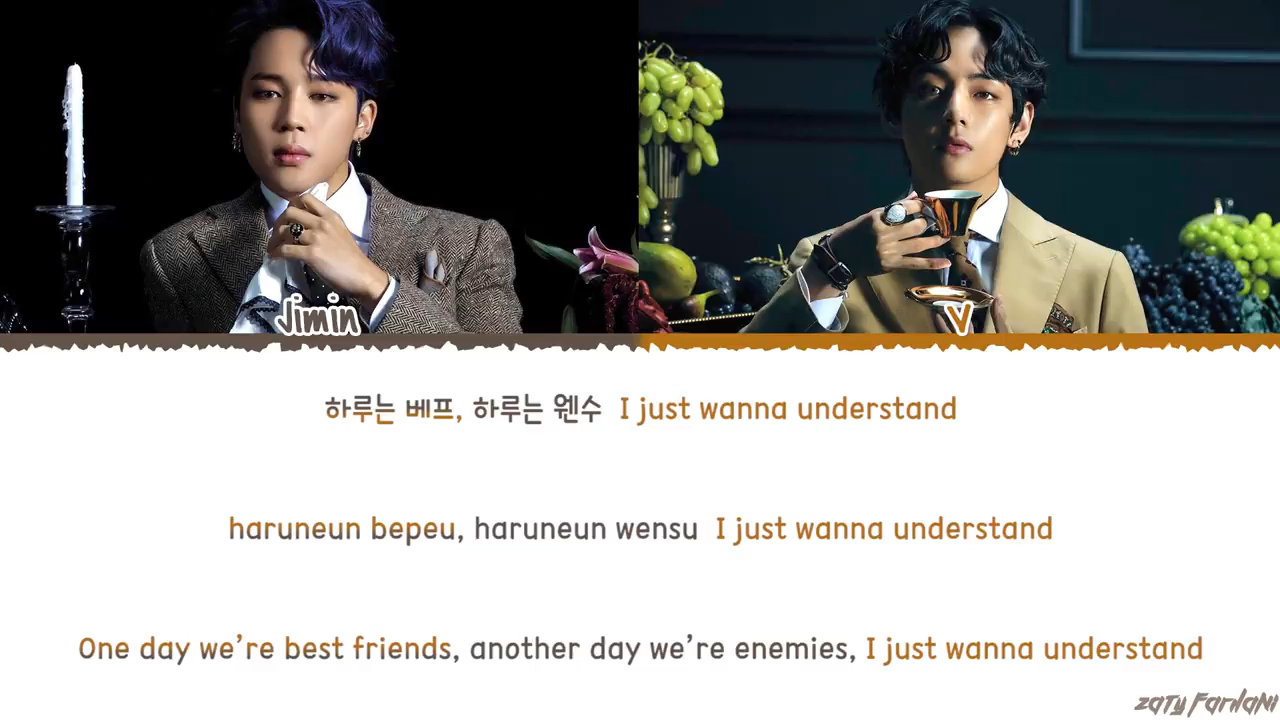 Jimin
V
하루는 베프, 하루는 웬수 I just wanna understand
haruneun bepeu, haruneun wensu I just wanna understand
One day we're best friends, another day we're enemies, I just wanna understand
ZATY FARHANI